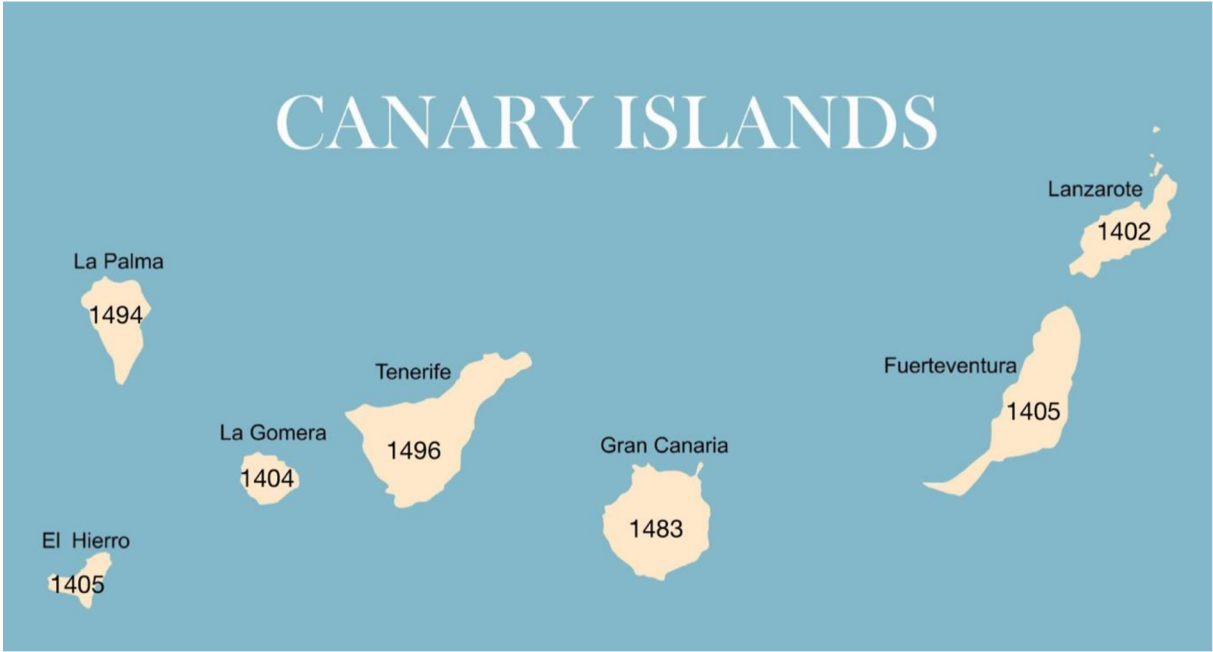 CANARY ISLANDS
Lanzarote
1402
La Palma
1494
Fuerteventura
1405
Tenerife
1496
La Gomera
1404
Gran Canaria
1483
El Hierro
1405